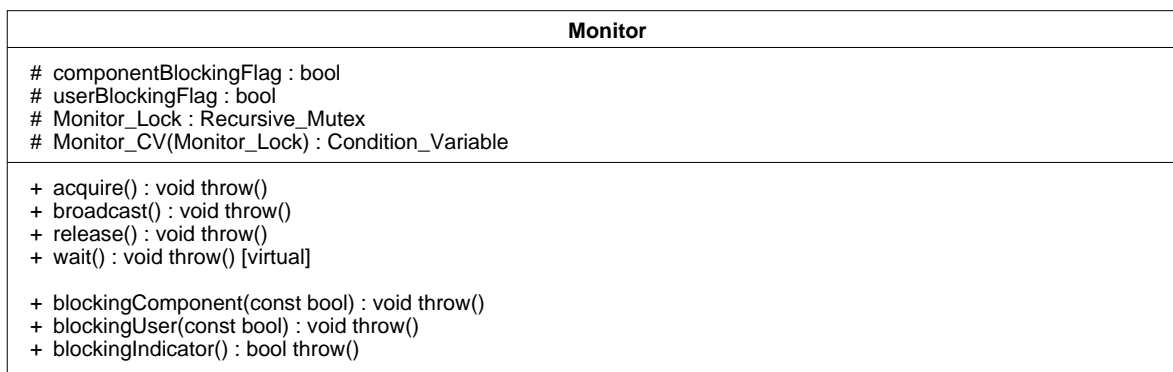 Monitor
# componentBlockingFlag : bool
# userBlockingFlag : bool
# Monitor_Lock : Recursive_Mutex
# Monitor_CV(Monitor_Lock) : Condition_Variable
+ acquire() : void throw()
+ broadcast() : void throw()
+ release() : void throw()
+ wait() : void throw() [virtual]
+ blockingComponent(const bool) : void throw()
+ blockingUser(const bool) : void throw()
+ blockingIndicator() : bool throw()